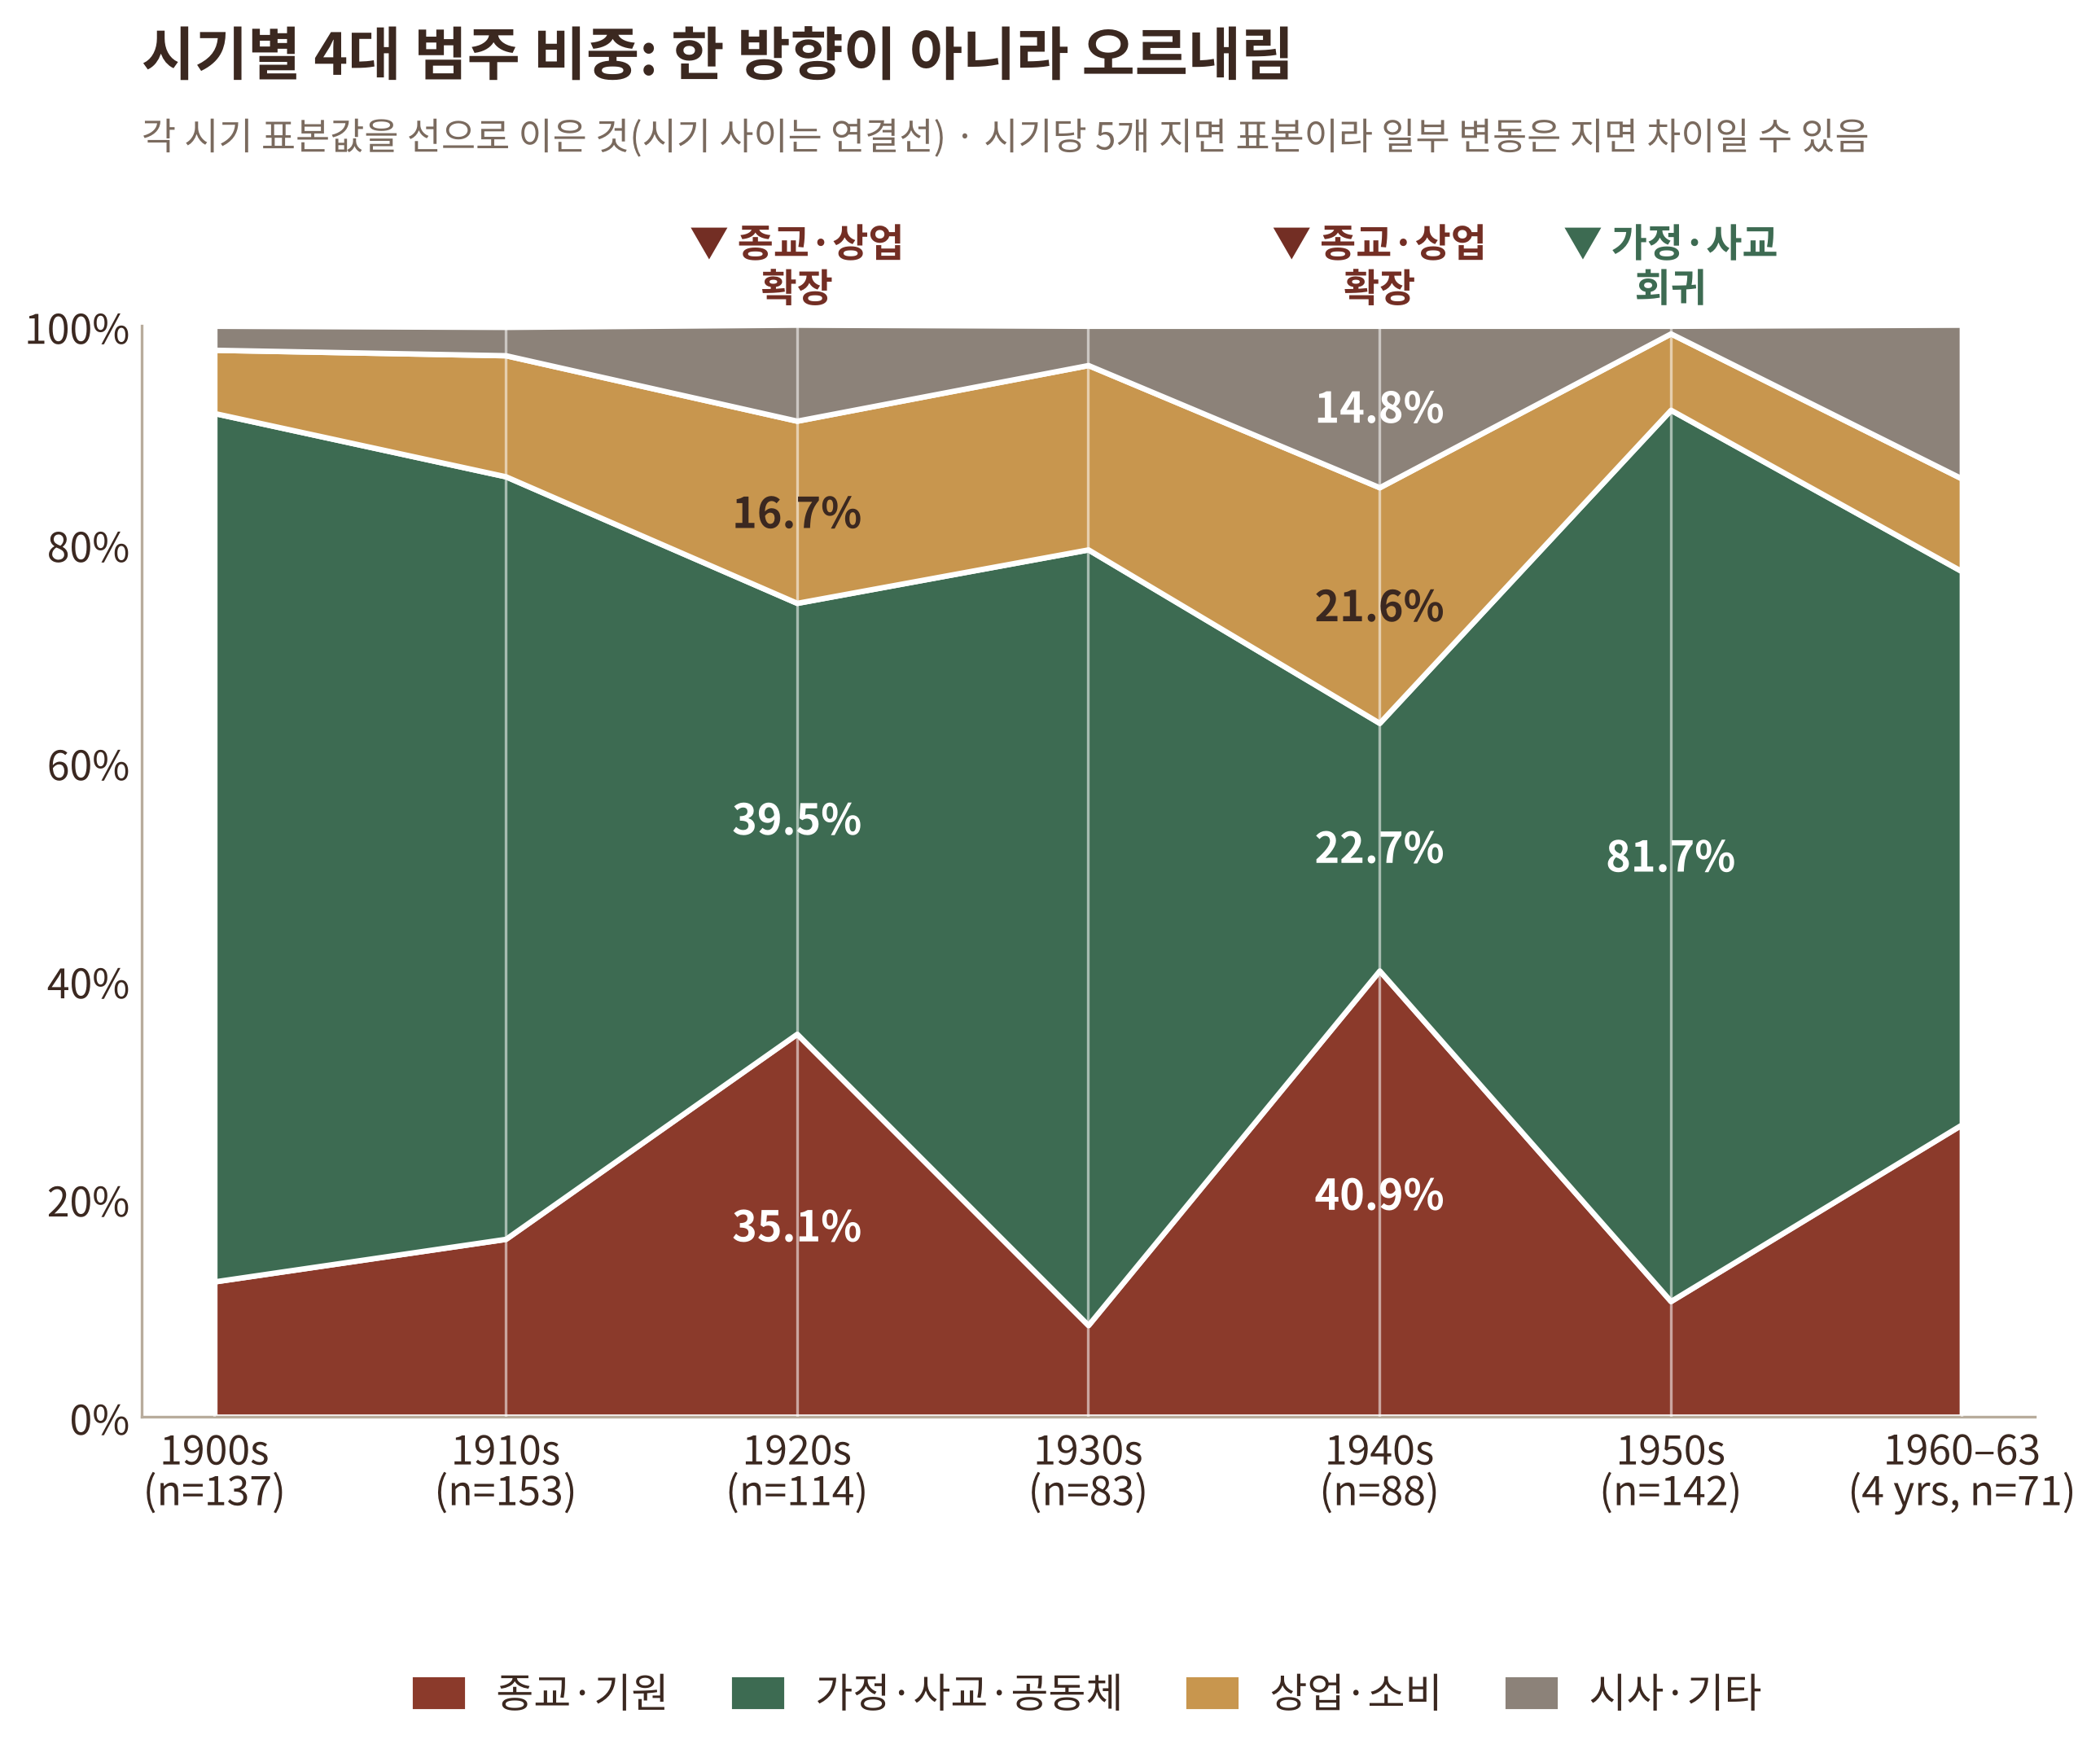 시기별 4대 범주 비중: 한 방향이 아니라 오르내림
각 시기 표본값을 선으로 이은 것(시기 사이는 연결선) · 시기당 5개 지면 표본이라 일부 변동은 지면 차이일 수 있음
▼ 종교·상업
확장
▼ 종교·상업
확장
▼ 가정·사교
회귀
100%
80%
60%
40%
20%
0%
14.8%
16.7%
21.6%
39.5%
22.7%
81.7%
35.1%
40.9%
1900s
(n=137)
1910s
(n=153)
1920s
(n=114)
1930s
(n=83)
1940s
(n=88)
1950s
(n=142)
1960–63
(4 yrs, n=71)
종교·기원
가정·사교·공동체
상업·소비
시사·기타